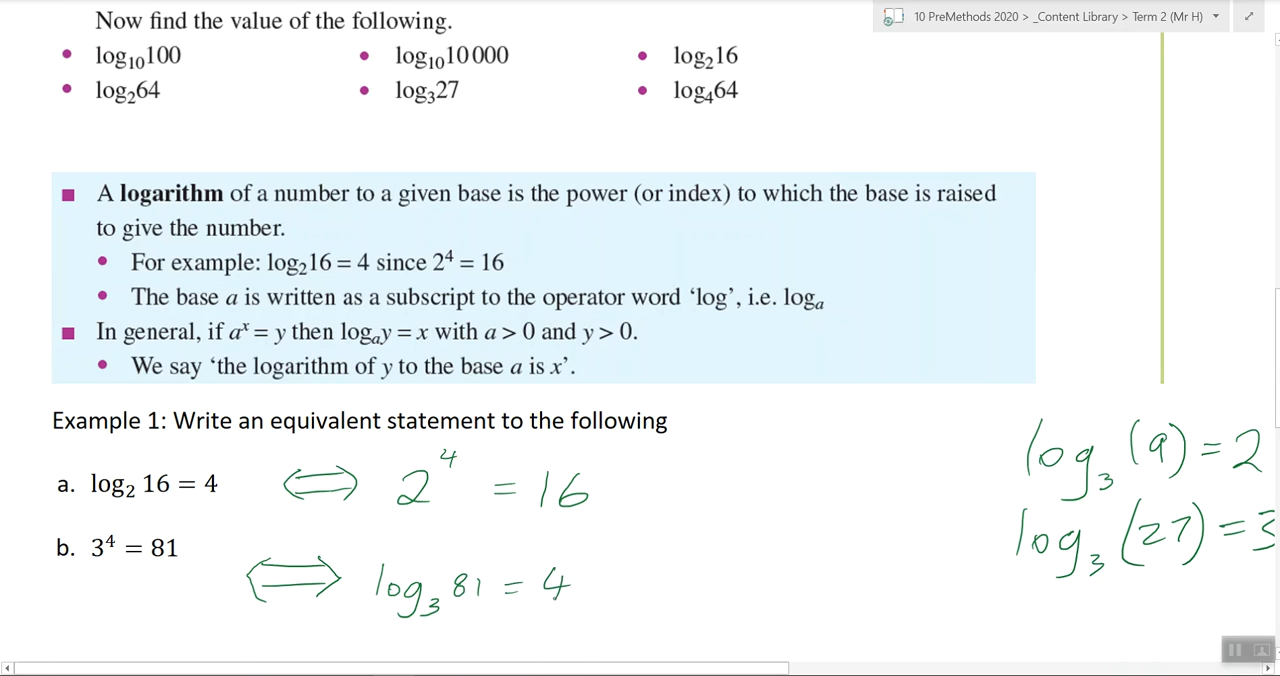 10 PreMethods 2020 > _Content Library > Term 2 (Mr H)
Now find the value of the following.
• log₁₀100 • log₁₀10 000 • log₂16
• log₂64 • log₃27 • log₄64
■ A logarithm of a number to a given base is the power (or index) to which the base is raised
to give the number.
• For example: log₂16 = 4 since 2⁴ = 16
• The base a is written as a subscript to the operator word ‘log’, i.e. logₐ
■ In general, if aˣ = y then logₐy = x with a > 0 and y > 0.
• We say ‘the logarithm of y to the base a is x’.
Example 1: Write an equivalent statement to the following
log₃ (9) = 2
a. log₂ 16 = 4 ⟺ 2⁴ = 16
log₃ (27) = 3
b. 3⁴ = 81
⟺ log₃ 81 = 4